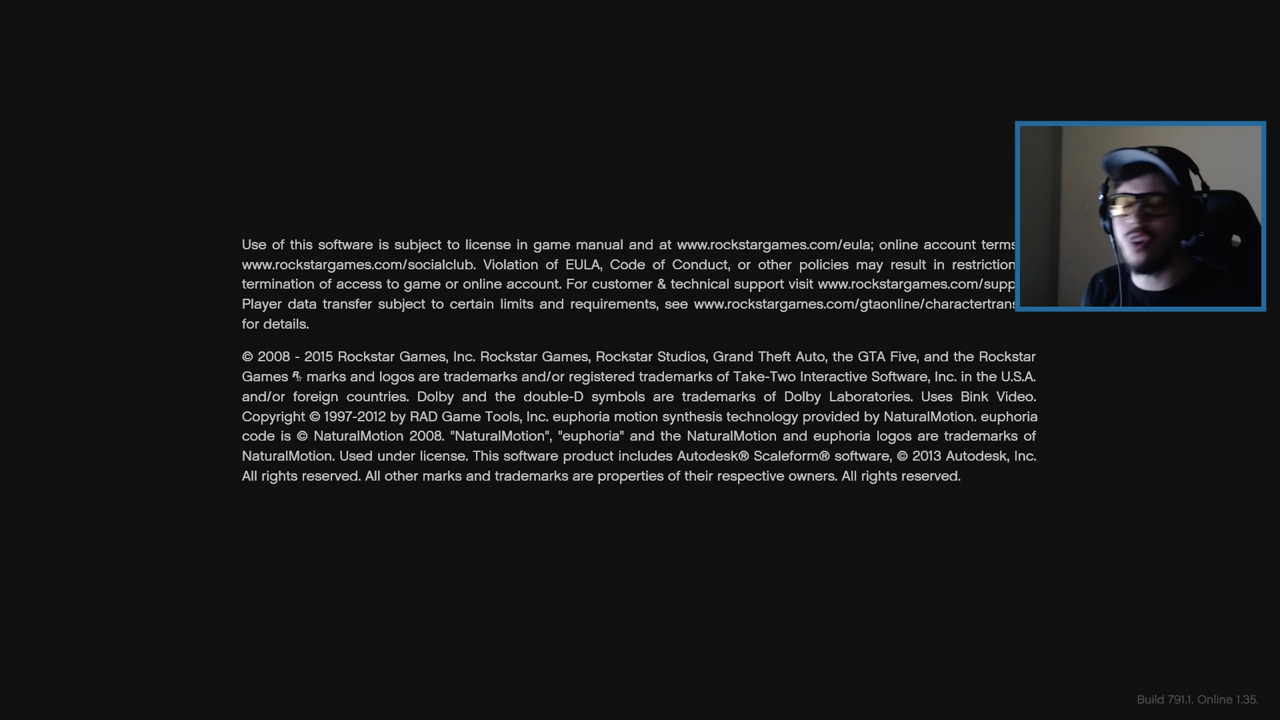 Use of this software is subject to license in game manual and at www.rockstargames.com/eula; online account terms
www.rockstargames.com/socialclub. Violation of EULA, Code of Conduct, or other policies may result in restriction
termination of access to game or online account. For customer & technical support visit www.rockstargames.com/supp
Player data transfer subject to certain limits and requirements, see www.rockstargames.com/gtaonline/charactertrans
for details.
© 2008 - 2015 Rockstar Games, Inc. Rockstar Games, Rockstar Studios, Grand Theft Auto, the GTA Five, and the Rockstar
Games R* marks and logos are trademarks and/or registered trademarks of Take-Two Interactive Software, Inc. in the U.S.A.
and/or foreign countries. Dolby and the double-D symbols are trademarks of Dolby Laboratories. Uses Bink Video.
Copyright © 1997-2012 by RAD Game Tools, Inc. euphoria motion synthesis technology provided by NaturalMotion. euphoria
code is © NaturalMotion 2008. "NaturalMotion", "euphoria" and the NaturalMotion and euphoria logos are trademarks of
NaturalMotion. Used under license. This software product includes Autodesk® Scaleform® software, © 2013 Autodesk, Inc.
All rights reserved. All other marks and trademarks are properties of their respective owners. All rights reserved.
Build 791.1. Online 1.35.